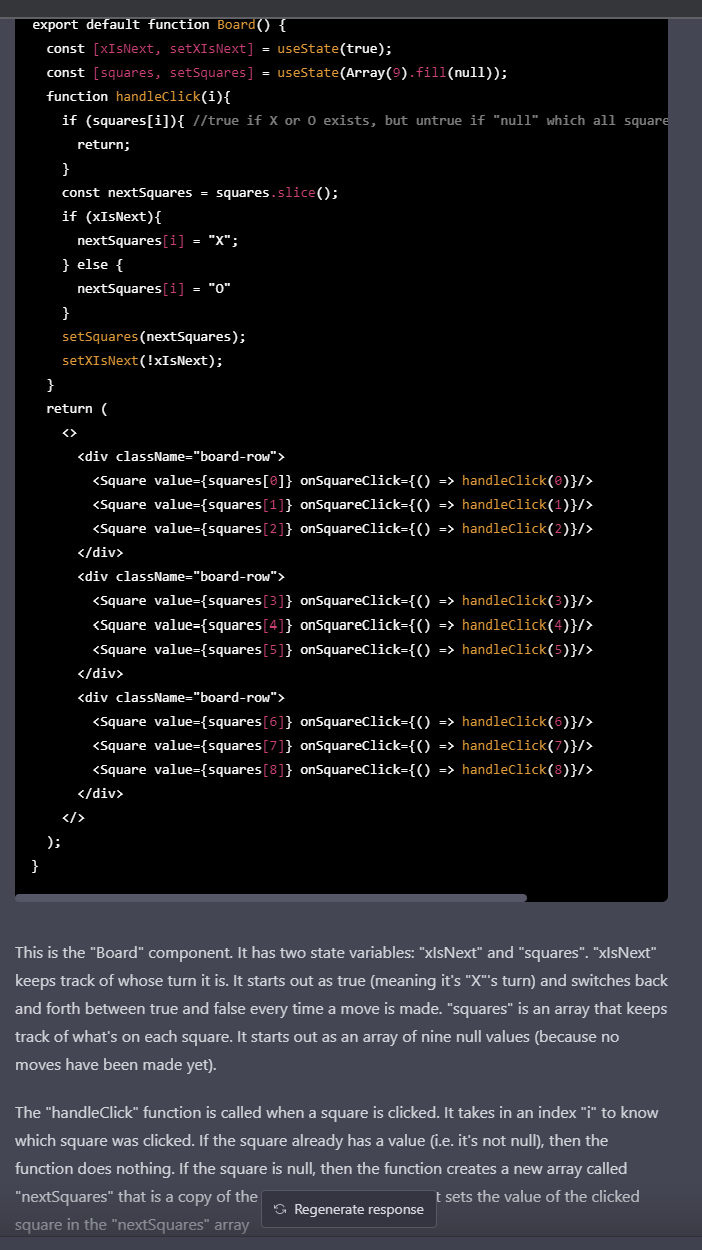 export default function Board() {
const [xIsNext, setXIsNext] = useState(true);
const [squares, setSquares] = useState(Array(9).fill(null));
function handleClick(i){
if (squares[i]){ //true if X or O exists, but untrue if "null" which all square
return;
}
const nextSquares = squares.slice();
if (xIsNext){
nextSquares[i] = "X";
} else {
nextSquares[i] = "O"
}
setSquares(nextSquares);
setXIsNext(!xIsNext);
}
return (
<>
<div className="board-row">
<Square value={squares[0]} onSquareClick={() => handleClick(0)}/>
<Square value={squares[1]} onSquareClick={() => handleClick(1)}/>
<Square value={squares[2]} onSquareClick={() => handleClick(2)}/>
</div>
<div className="board-row">
<Square value={squares[3]} onSquareClick={() => handleClick(3)}/>
<Square value={squares[4]} onSquareClick={() => handleClick(4)}/>
<Square value={squares[5]} onSquareClick={() => handleClick(5)}/>
</div>
<div className="board-row">
<Square value={squares[6]} onSquareClick={() => handleClick(6)}/>
<Square value={squares[7]} onSquareClick={() => handleClick(7)}/>
<Square value={squares[8]} onSquareClick={() => handleClick(8)}/>
</div>
</>
);
}
This is the "Board" component. It has two state variables: "xIsNext" and "squares". "xIsNext"
keeps track of whose turn it is. It starts out as true (meaning it's "X"'s turn) and switches back
and forth between true and false every time a move is made. "squares" is an array that keeps
track of what's on each square. It starts out as an array of nine null values (because no
moves have been made yet).
The "handleClick" function is called when a square is clicked. It takes in an index "i" to know
which square was clicked. If the square already has a value (i.e. it's not null), then the
function does nothing. If the square is null, then the function creates a new array called
"nextSquares" that is a copy of the t sets the value of the clicked
Regenerate response
square in the "nextSquares" array